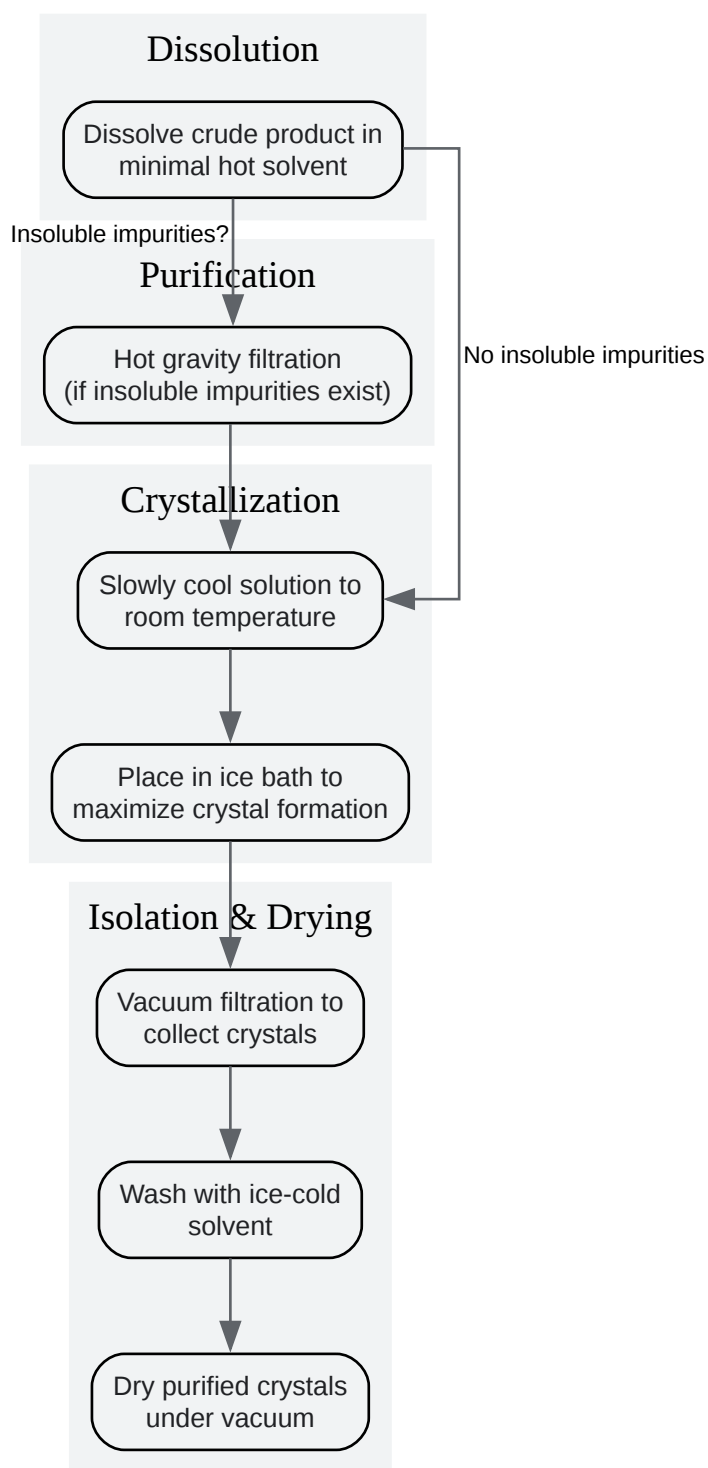 Dissolution
Dissolve crude product in
minimal hot solvent
Insoluble impurities?
Purification
Hot gravity filtration
(if insoluble impurities exist)
No insoluble impurities
Crystallization
Slowly cool solution to
room temperature
Place in ice bath to
maximize crystal formation
Isolation & Drying
Vacuum filtration to
collect crystals
Wash with ice-cold
solvent
Dry purified crystals
under vacuum